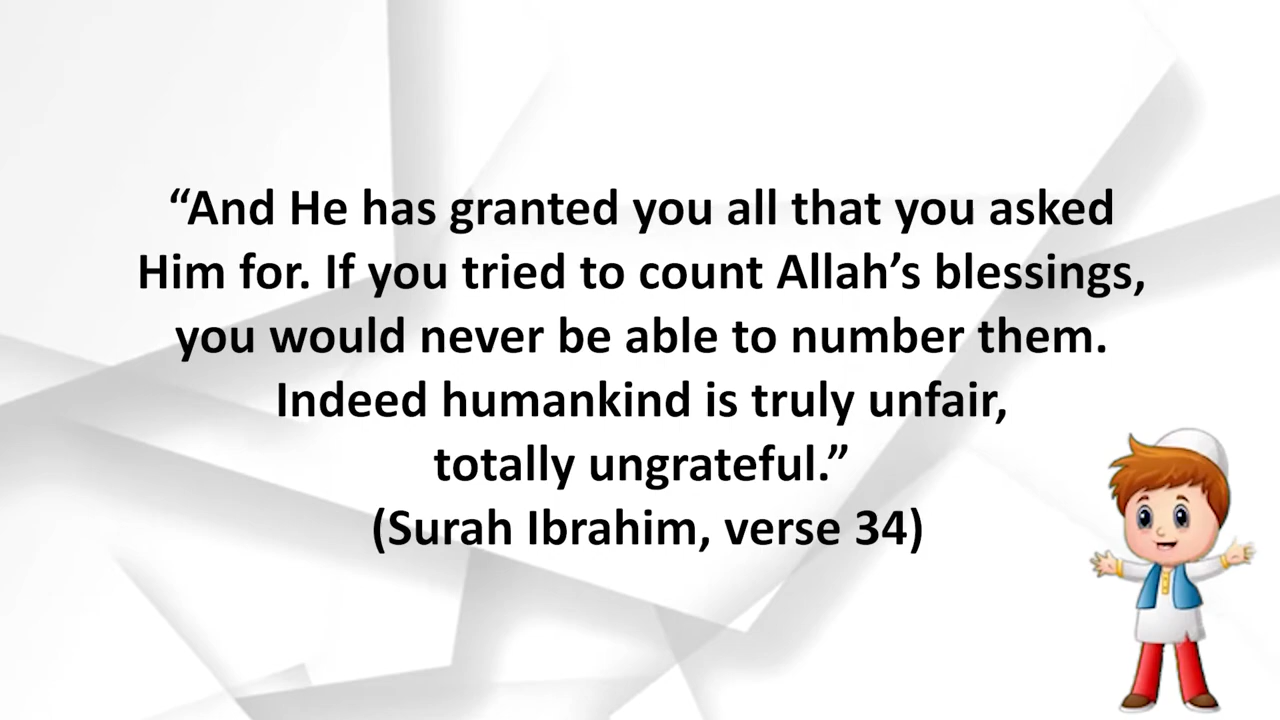 “And He has granted you all that you asked
Him for. If you tried to count Allah’s blessings,
you would never be able to number them.
Indeed humankind is truly unfair,
totally ungrateful.”
(Surah Ibrahim, verse 34)